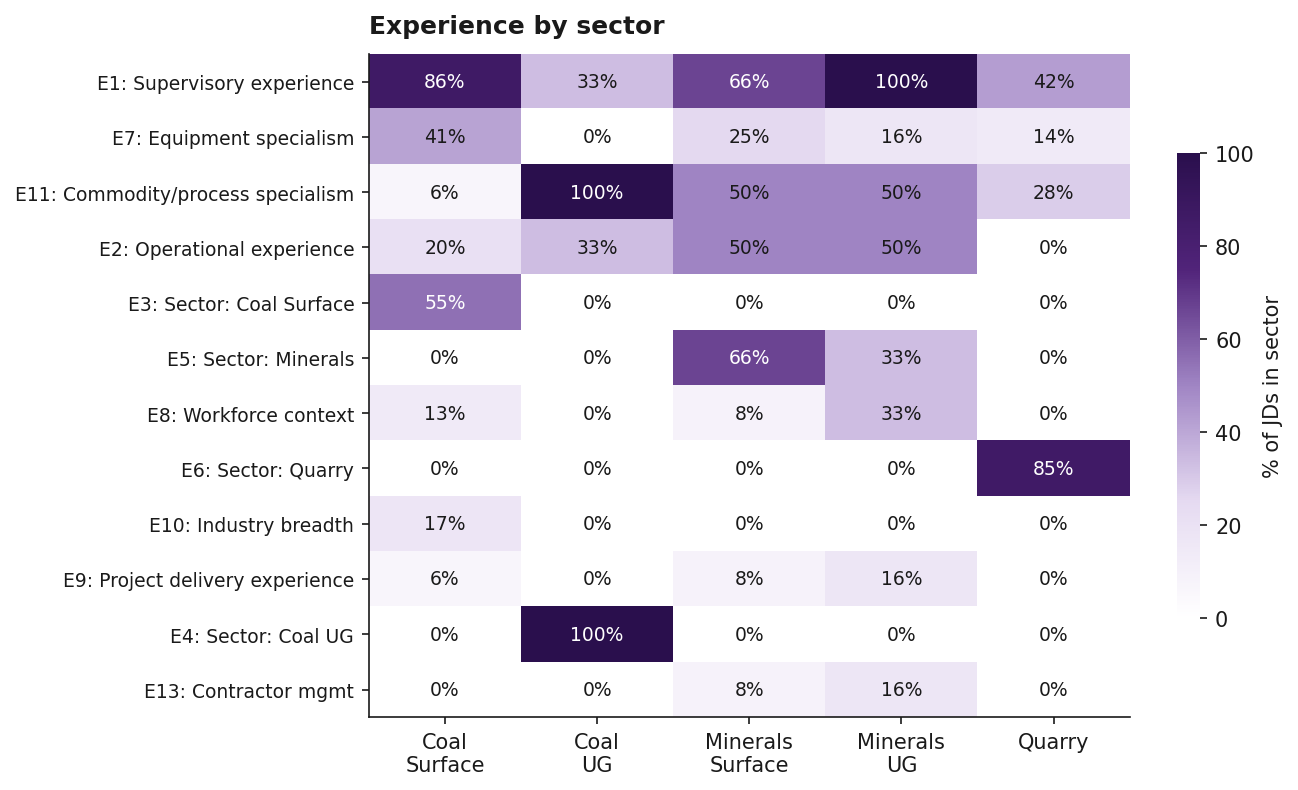 Experience by sector
E1: Supervisory experience 86% 33% 66% 100% 42%
E7: Equipment specialism 41% 0% 25% 16% 14%
E11: Commodity/process specialism 6% 100% 50% 50% 28%
E2: Operational experience 20% 33% 50% 50% 0%
E3: Sector: Coal Surface 55% 0% 0% 0% 0%
E5: Sector: Minerals 0% 0% 66% 33% 0%
E8: Workforce context 13% 0% 8% 33% 0%
E6: Sector: Quarry 0% 0% 0% 0% 85%
E10: Industry breadth 17% 0% 0% 0% 0%
E9: Project delivery experience 6% 0% 8% 16% 0%
E4: Sector: Coal UG 0% 100% 0% 0% 0%
E13: Contractor mgmt 0% 0% 8% 16% 0%
Coal Coal Minerals Minerals Quarry
Surface UG Surface UG
100
80
60
40
20
0
% of JDs in sector